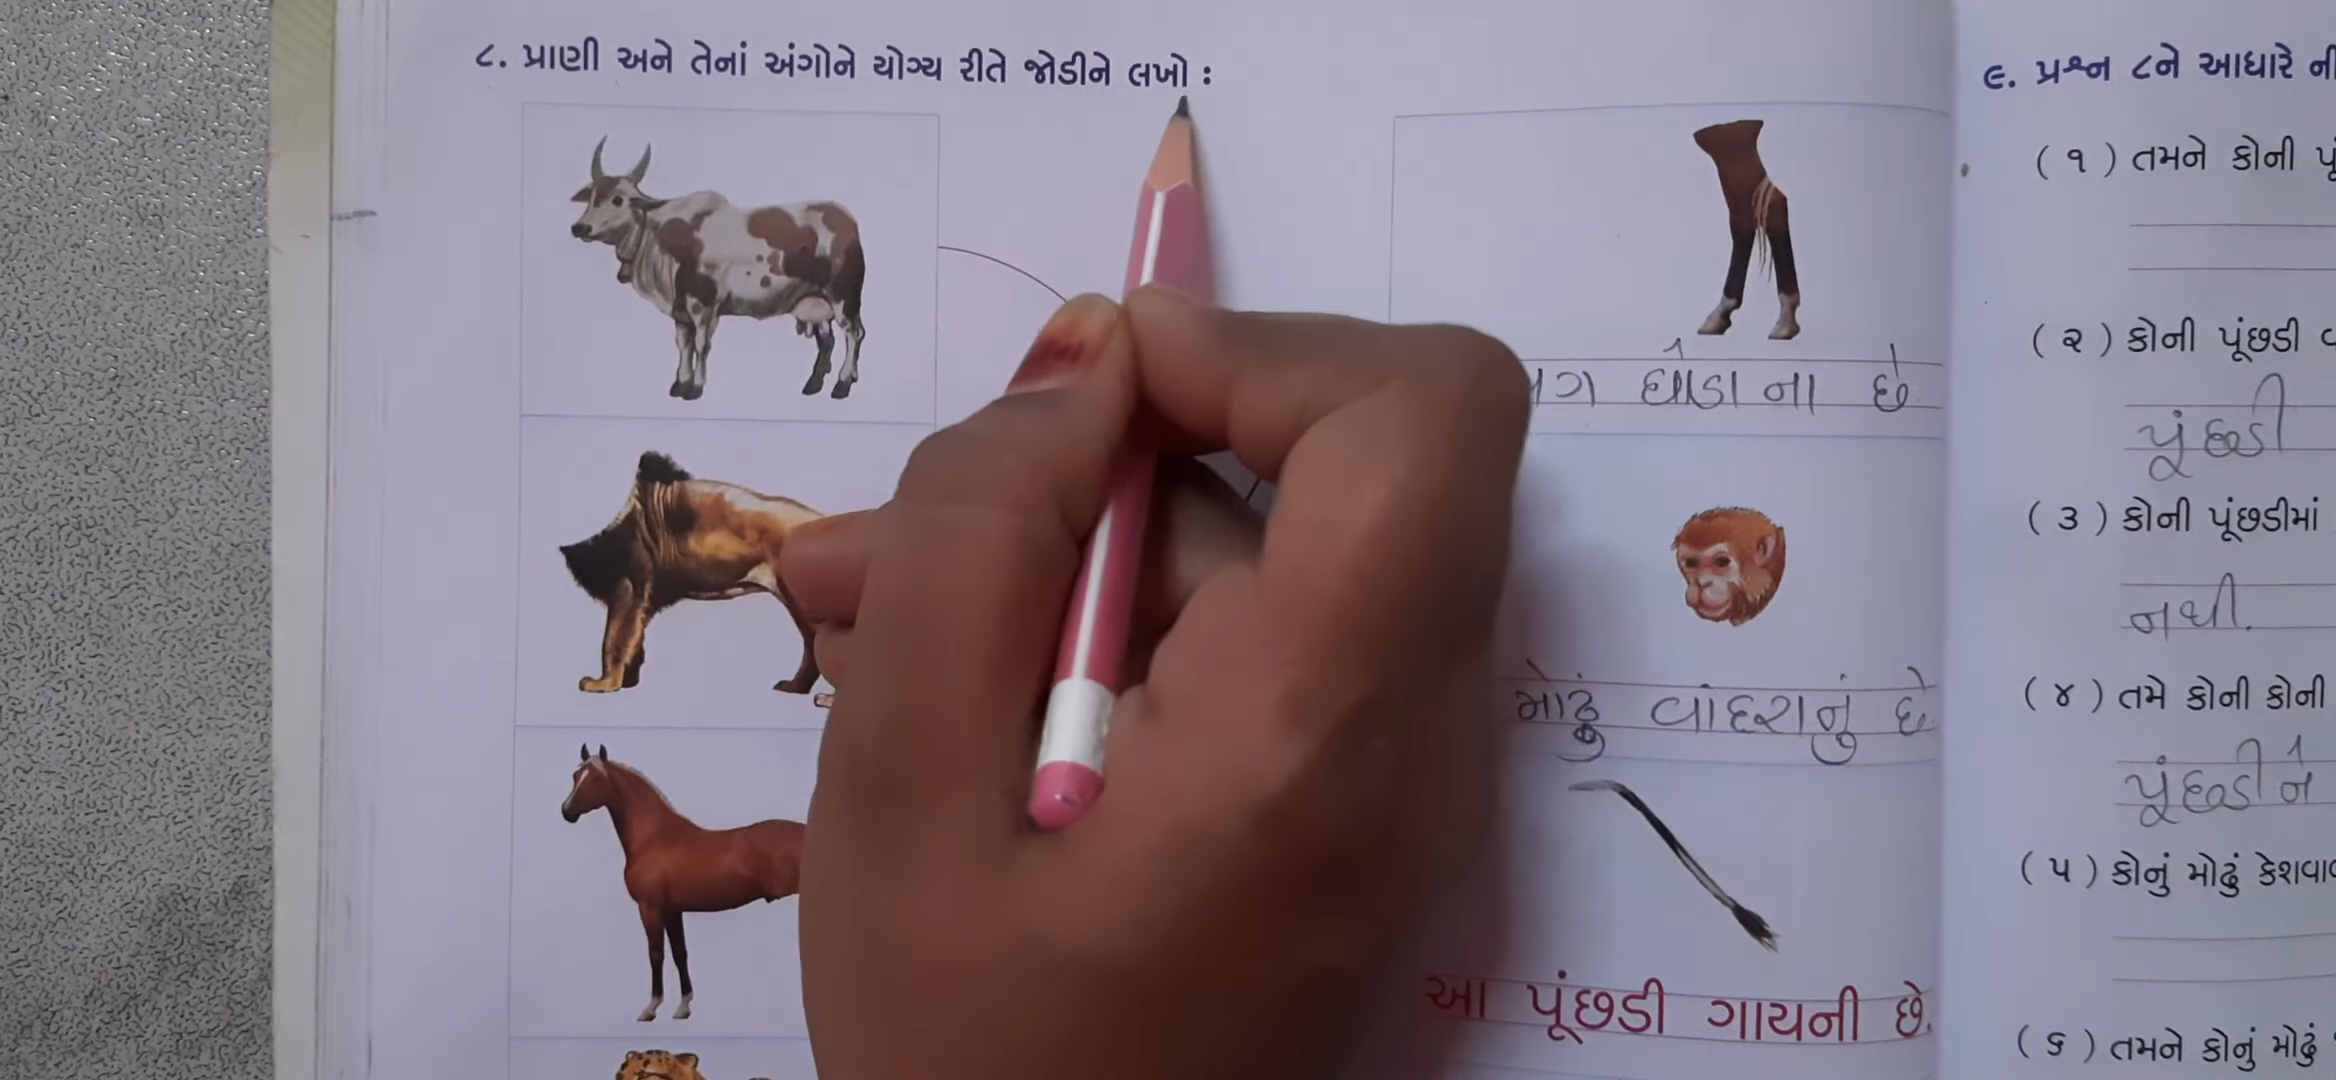 ૮. પ્રાણી અને તેનાં અંગોને યોગ્ય રીતે જોડીને લખો :
પગ ઘોડાના છે
મોઢું વાંદરાનું છે
આ પૂંછડી ગાયની છે.
૯. પ્રશ્ન ૮ને આધારે
( ૧ ) તમને કોની
( ૨ ) કોની પૂંછડી
પૂંછડી
( ૩ ) કોની પૂંછડીમાં
નથી.
( ૪ ) તમે કોની કોની
પૂંછડીને
( ૫ ) કોનું મોઢું
( ૬ ) તમને કોનું મોઢું